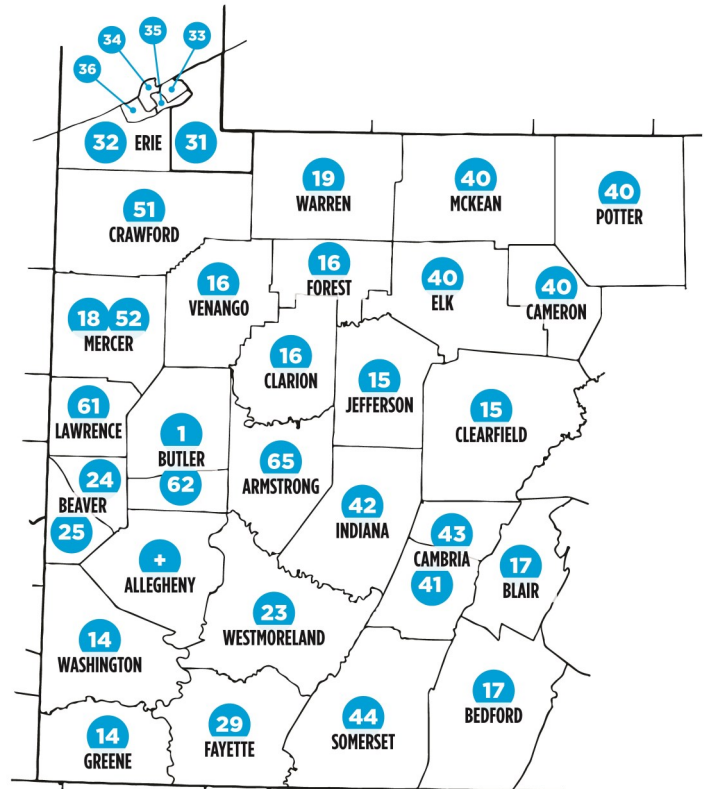 35
34
33
36
32
ERIE
31
19
WARREN
40
MCKEAN
40
POTTER
51
CRAWFORD
16
VENANGO
16
FOREST
40
ELK
40
CAMERON
18 52
MERCER
16
CLARION
15
JEFFERSON
15
CLEARFIELD
61
LAWRENCE
1
BUTLER
62
65
ARMSTRONG
24
BEAVER
25
42
INDIANA
43
CAMBRIA
41
+
ALLEGHENY
17
BLAIR
23
WESTMORELAND
14
WASHINGTON
17
BEDFORD
44
SOMERSET
29
FAYETTE
14
GREENE